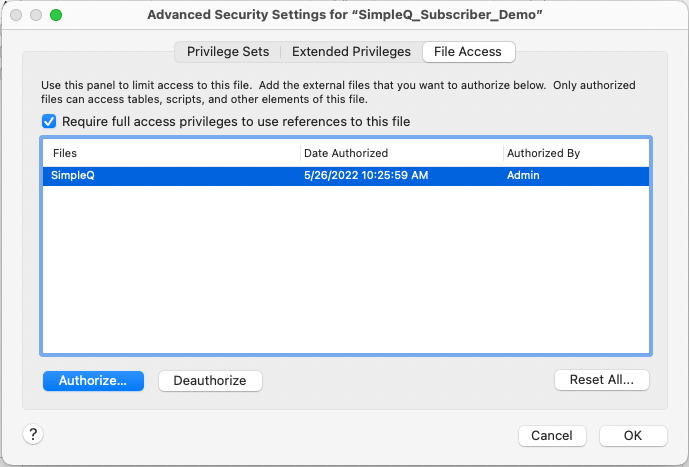 Advanced Security Settings for “SimpleQ_Subscriber_Demo”
Privilege Sets Extended Privileges File Access
Use this panel to limit access to this file.  Add the external files that you want to authorize below.  Only authorized
files can access tables, scripts, and other elements of this file.
Require full access privileges to use references to this file
Files Date Authorized Authorized By
SimpleQ 5/26/2022 10:25:59 AM Admin
Authorize... Deauthorize Reset All...
? Cancel OK